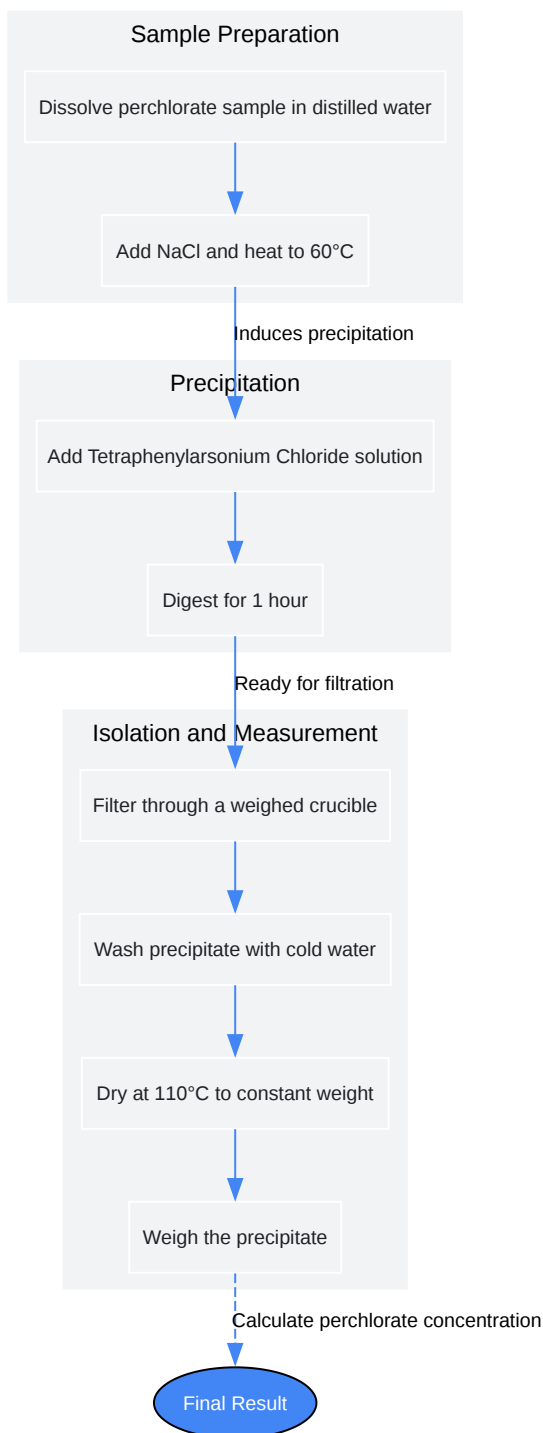 Sample Preparation
Dissolve perchlorate sample in distilled water
Add NaCl and heat to 60°C
Induces precipitation
Precipitation
Add Tetraphenylarsonium Chloride solution
Digest for 1 hour
Ready for filtration
Isolation and Measurement
Filter through a weighed crucible
Wash precipitate with cold water
Dry at 110°C to constant weight
Weigh the precipitate
Calculate perchlorate concentration
Final Result